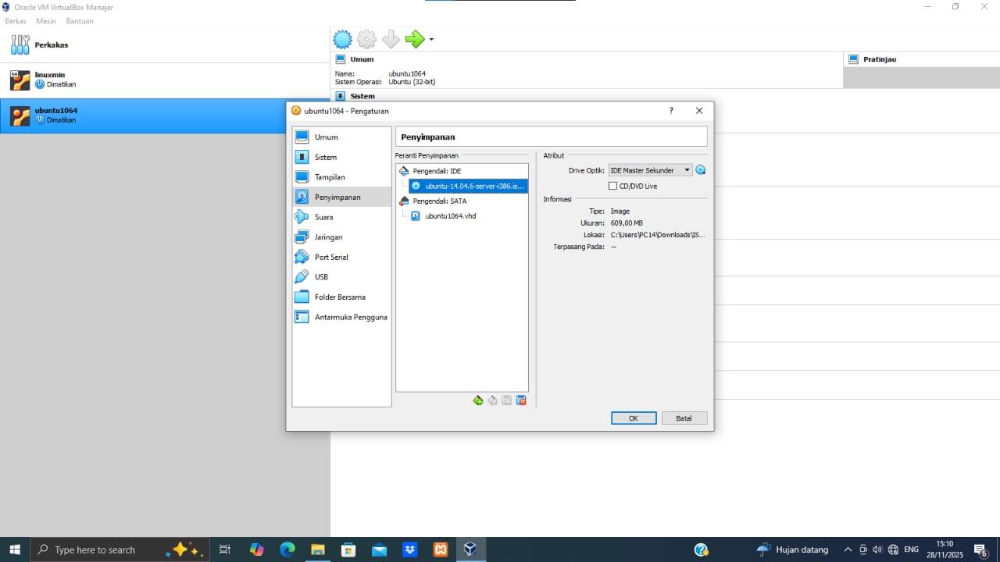 Oracle VM VirtualBox Manajer
Berkas Mesin Bantuan
Perkakas
linuxmin
Dimatikan
ubuntu1064
Dimatikan
Umum
Nama: ubuntu1064
Sistem Operasi: Ubuntu (32-bit)
Sistem
Pratinjau
ubuntu1064 - Pengaturan
?
Umum
Sistem
Tampilan
Penyimpanan
Suara
Jaringan
Port Serial
USB
Folder Bersama
Antarmuka Pengguna
Penyimpanan
Peranti Penyimpanan
Pengendali: IDE
ubuntu-14.04.6-server-i386.is...
Pengendali: SATA
ubuntu1064.vhd
Atribut
Drive Optik: IDE Master Sekunder
CD/DVD Live
Informasi
Tipe: Image
Ukuran: 609,00 MB
Lokasi: C:\Users\PC14\Downloads\IS...
Terpasang Pada: --
OK Batal
Type here to search
Hujan datang
ENG
15:10
28/11/2025
6